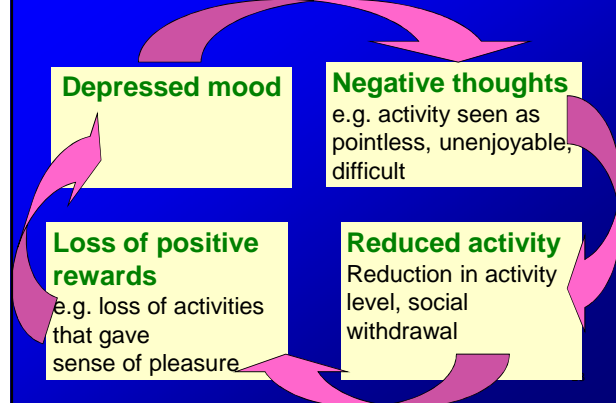 Depressed mood
Negative thoughts
e.g. activity seen as
pointless, unenjoyable,
difficult
Reduced activity
Reduction in activity
level, social
withdrawal
Loss of positive
rewards
e.g. loss of activities
that gave
sense of pleasure